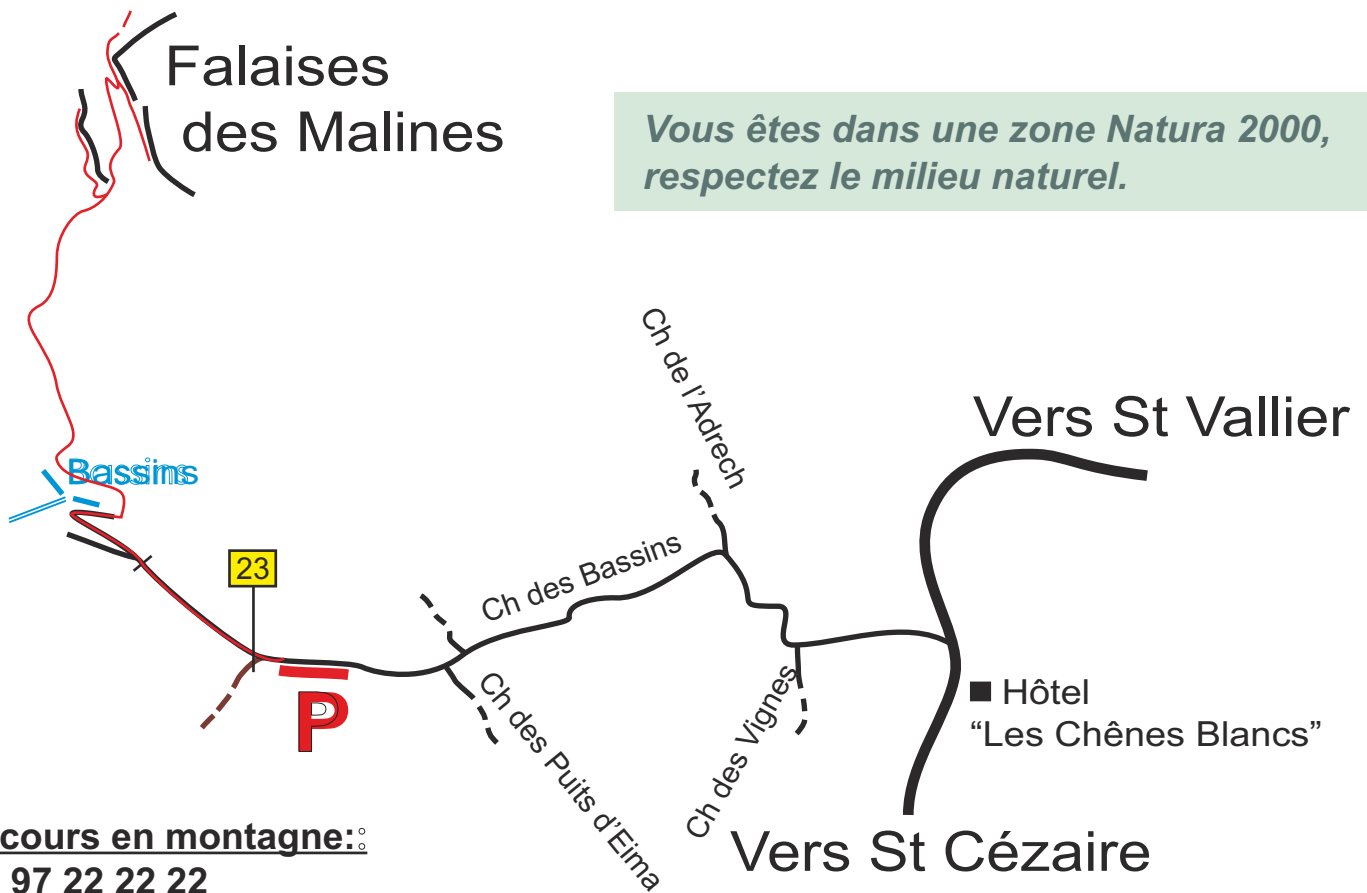 Falaises
des Malines
Vous êtes dans une zone Natura 2000,
respectez le milieu naturel.
Ch de l'Adrech
Vers St Vallier
Bassins
23
Ch des Bassins
P
Ch des Puits d'Eima
Ch des Vignes
Hôtel
“Les Chênes Blancs”
Vers St Cézaire
cours en montagne:
97 22 22 22